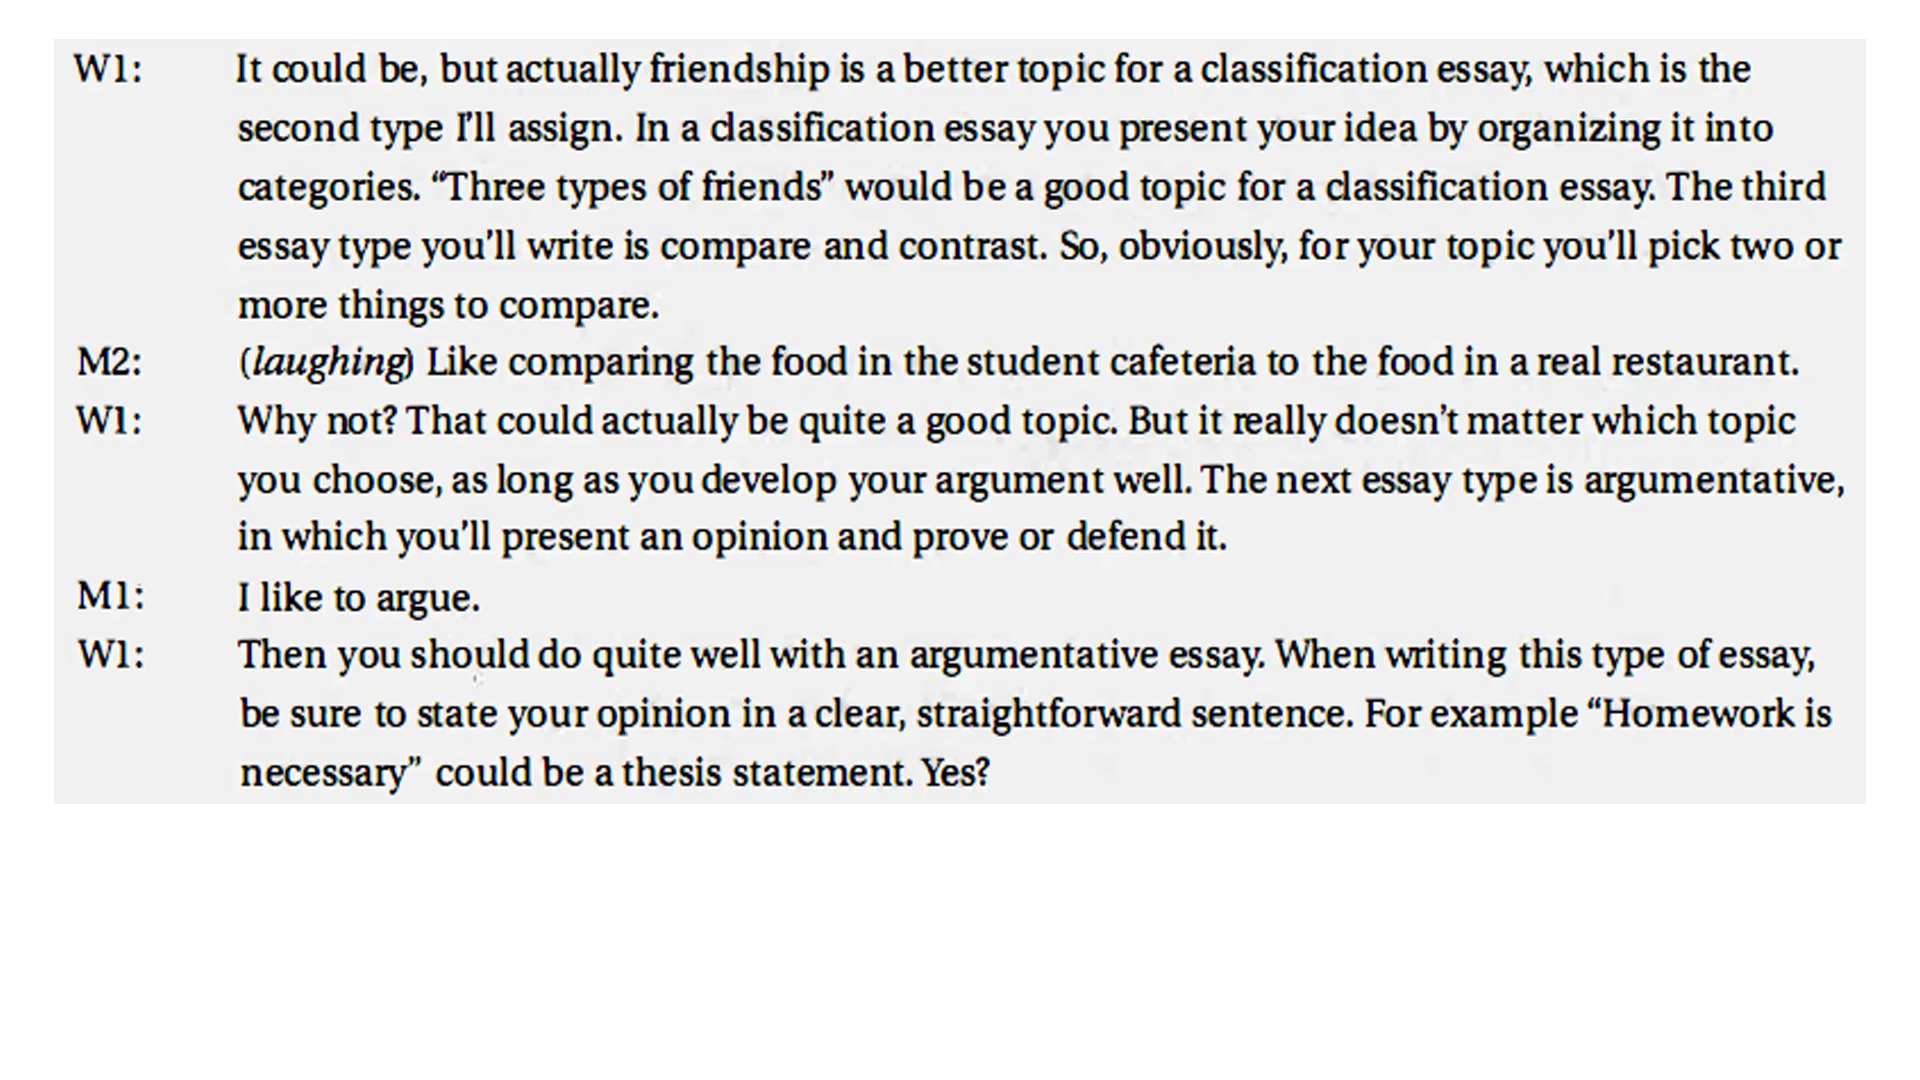 W1: It could be, but actually friendship is a better topic for a classification essay, which is the
second type I'll assign. In a classification essay you present your idea by organizing it into
categories. “Three types of friends” would be a good topic for a classification essay. The third
essay type you'll write is compare and contrast. So, obviously, for your topic you'll pick two or
more things to compare.
M2: (laughing) Like comparing the food in the student cafeteria to the food in a real restaurant.
W1: Why not? That could actually be quite a good topic. But it really doesn't matter which topic
you choose, as long as you develop your argument well. The next essay type is argumentative,
in which you'll present an opinion and prove or defend it.
M1: I like to argue.
W1: Then you should do quite well with an argumentative essay. When writing this type of essay,
be sure to state your opinion in a clear, straightforward sentence. For example “Homework is
necessary” could be a thesis statement. Yes?